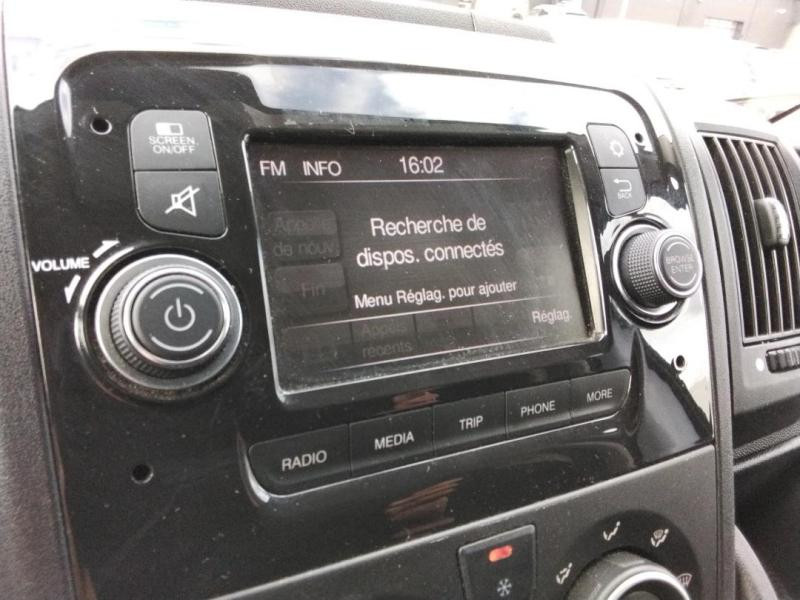 SCREEN
ON/OFF
FM INFO 16:02
Appeler
de nouv.
Recherche de
dispos. connectés
Fin
Menu Réglag. pour ajouter
Appels
récents
Réglag.
BACK
BROWSE
ENTER
VOLUME
RADIO
MEDIA
TRIP
PHONE
MORE